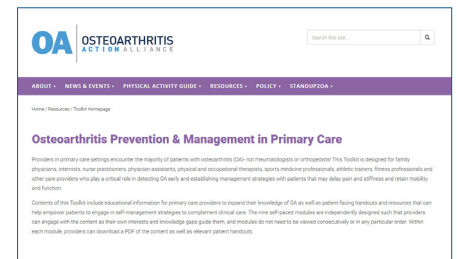 OA OSTEOARTHRITIS
ACTION ALLIANCE
Search this site...
ABOUT NEWS & EVENTS PHYSICAL ACTIVITY GUIDE RESOURCES POLICY STANDUP2OA
Home / Resources / Toolkit Homepage
Osteoarthritis Prevention & Management in Primary Care
Providers in primary care settings encounter the majority of patients with osteoarthritis (OA)- not rheumatologists or orthopedists! This Toolkit is designed for family
physicians, internists, nurse practitioners, physician assistants, physical and occupational therapists, sports medicine professionals, athletic trainers, fitness professionals and
other care providers who play a critical role in detecting OA early and establishing management strategies with patients that may delay pain and stiffness and retain mobility
and function.
Contents of this Toolkit include educational information for primary care providers to expand their knowledge of OA as well as patient-facing handouts and resources that can
help empower patients to engage in self-management strategies to complement clinical care. The nine self-paced modules are independently designed such that providers
can engage with the content as their own interests and knowledge gaps guide them, and modules do not need to be viewed consecutively or in any particular order. Within
each module, providers can download a PDF of the content as well as relevant patient handouts.